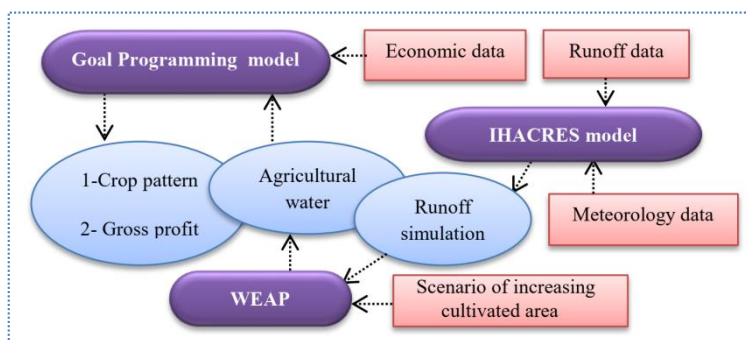 Goal Programming model
Economic data
Runoff data
IHACRES model
1-Crop pattern
2- Gross profit
Agricultural
water
Runoff
simulation
Meteorology data
WEAP
Scenario of increasing
cultivated area